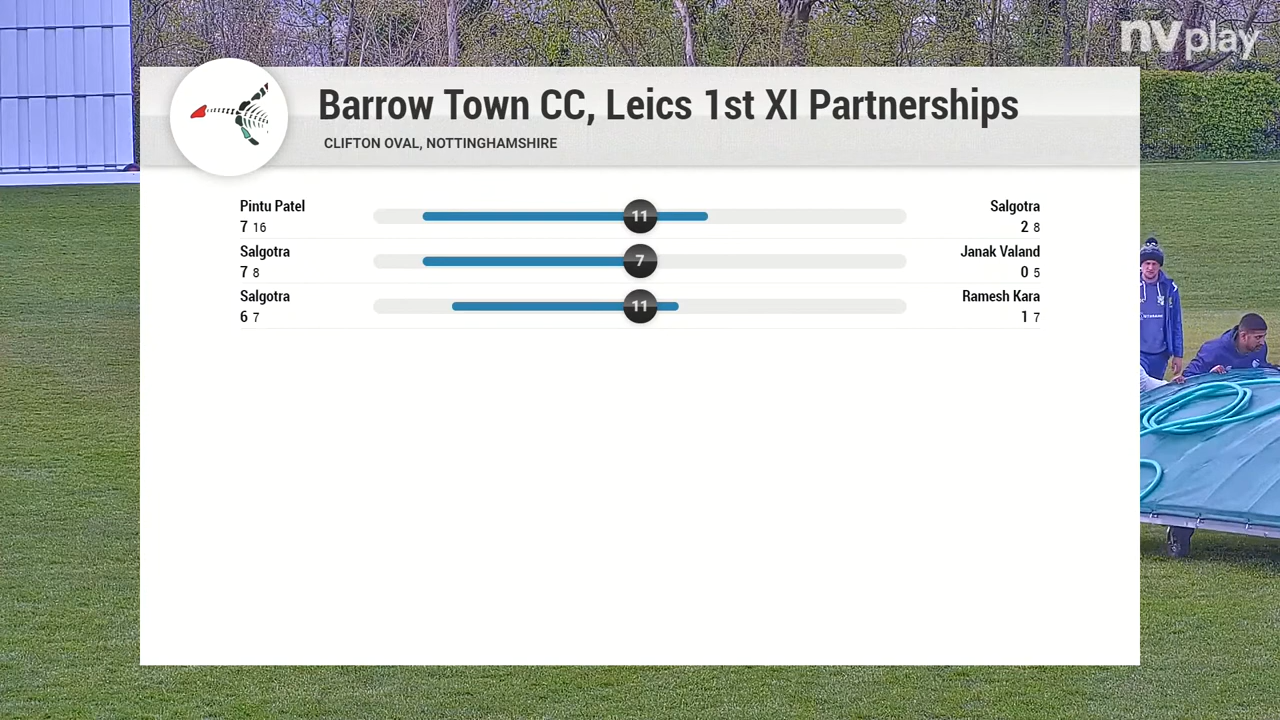 nvplay
Barrow Town CC, Leics 1st XI Partnerships
CLIFTON OVAL, NOTTINGHAMSHIRE
Pintu Patel 11 Salgotra
7 16 2 8
Salgotra 7 Janak Valand
7 8 0 5
Salgotra 11 Ramesh Kara
6 7 1 7